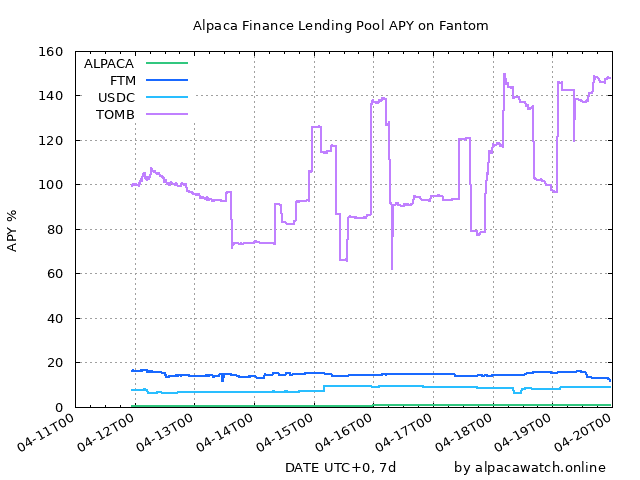 Alpaca Finance Lending Pool APY on Fantom
160
140
120
100
80
60
40
20
0
APY %
ALPACA
FTM
USDC
TOMB
04-11T00
04-12T00
04-13T00
04-14T00
04-15T00
04-16T00
04-17T00
04-18T00
04-19T00
04-20T00
DATE UTC+0, 7d
by alpacawatch.online